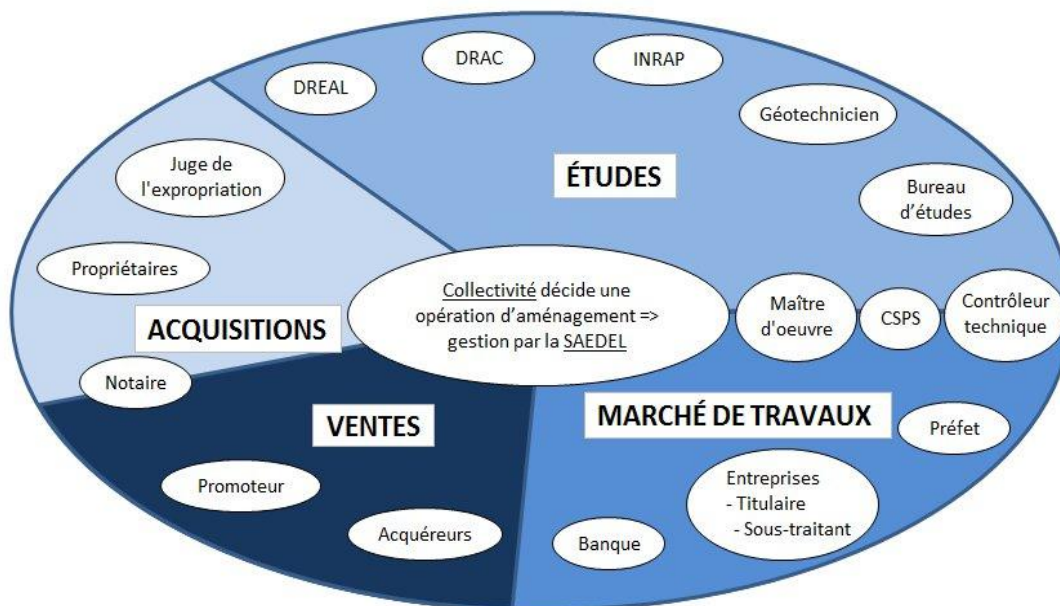 DRAC
INRAP
DREAL
Géotechnicien
Juge de
l'expropriation
ÉTUDES
Bureau
d'études
Propriétaires
Collectivité décide une
opération d'aménagement =>
gestion par la SAEDEL
Maître
d'oeuvre
CSPS
Contrôleur
technique
ACQUISITIONS
Notaire
VENTES
MARCHÉ DE TRAVAUX
Préfet
Promoteur
Entreprises
- Titulaire
- Sous-traitant
Acquéreurs
Banque